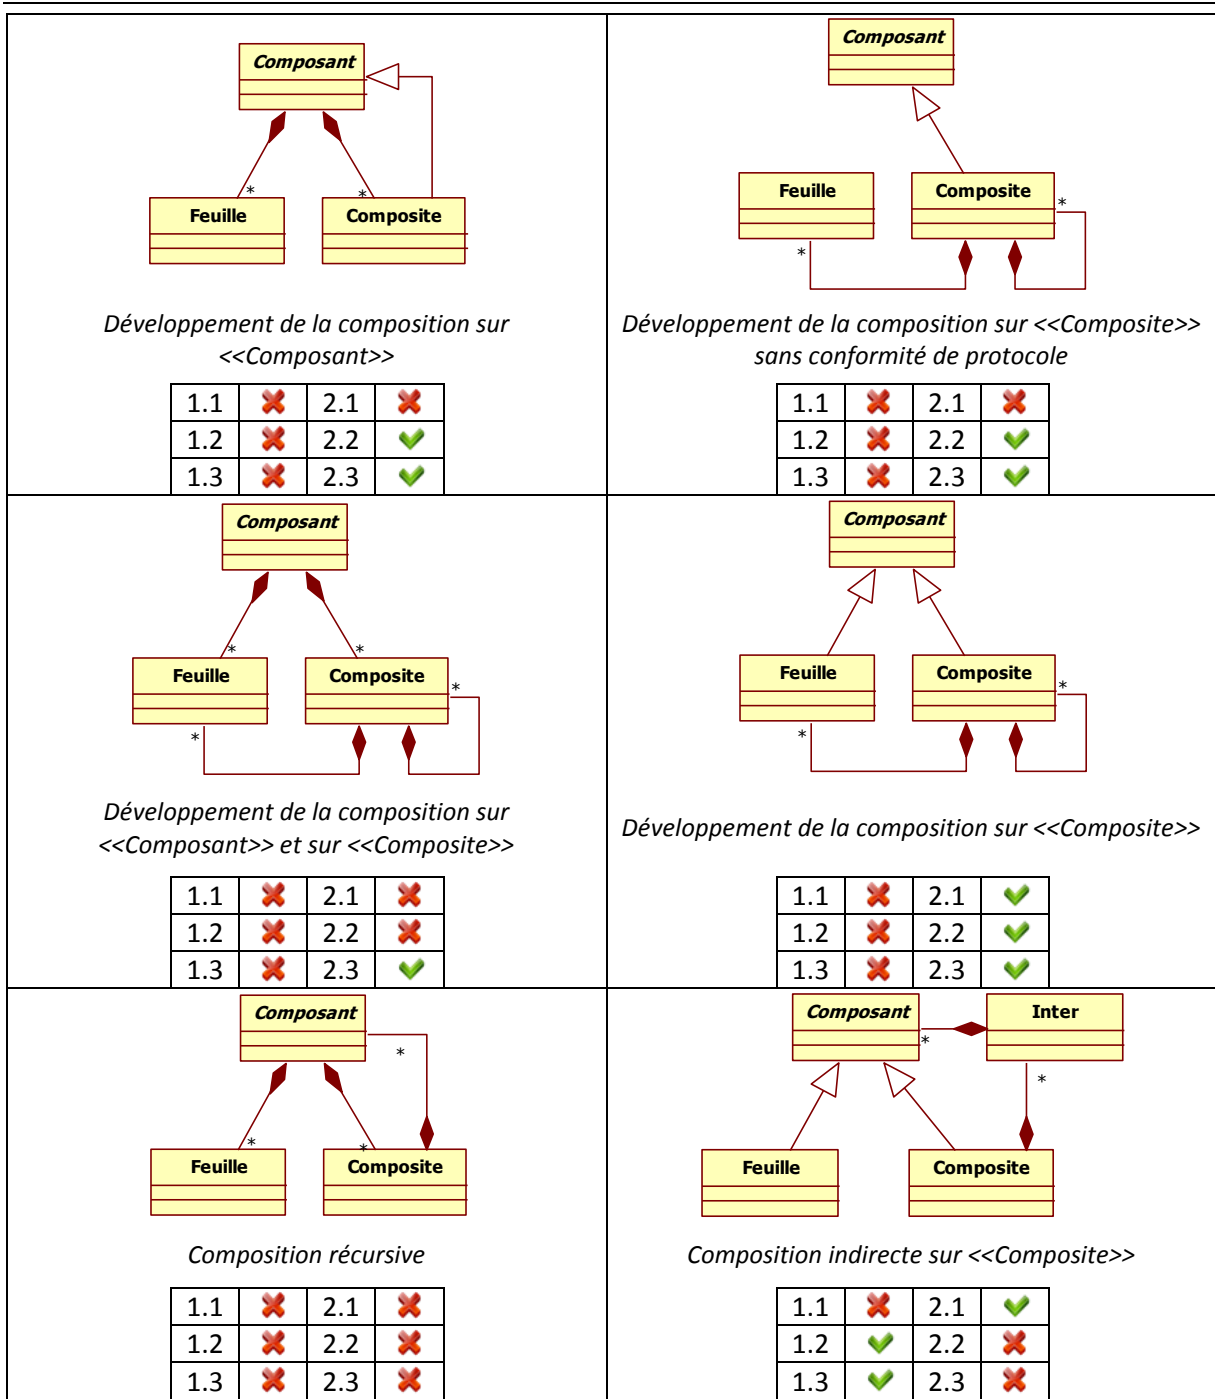 Composant
*
*
Feuille
Composite
Développement de la composition sur
<<Composant>>
1.1 2.1
1.2 2.2
1.3 2.3
Composant
Feuille
Composite
*
*
Développement de la composition sur <<Composite>>
sans conformité de protocole
1.1 2.1
1.2 2.2
1.3 2.3
Composant
*
*
Feuille
Composite
*
*
Développement de la composition sur
<<Composant>> et sur <<Composite>>
1.1 2.1
1.2 2.2
1.3 2.3
Composant
Feuille
Composite
*
*
Développement de la composition sur <<Composite>>
1.1 2.1
1.2 2.2
1.3 2.3
Composant
*
*
*
Feuille
Composite
Composition récursive
1.1 2.1
1.2 2.2
1.3 2.3
Composant
Inter
*
*
Feuille
Composite
Composition indirecte sur <<Composite>>
1.1 2.1
1.2 2.2
1.3 2.3